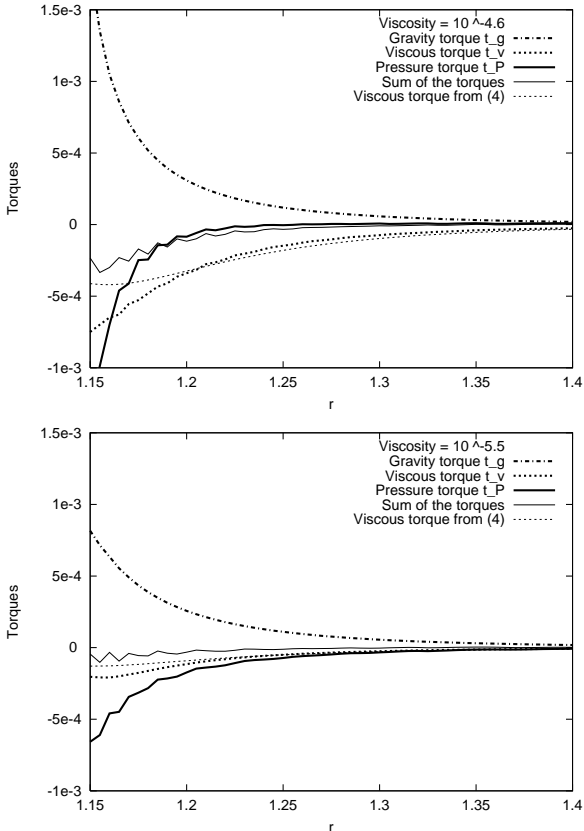 1.5e-3
Viscosity = 10 ^-4.6
Gravity torque t_g
Viscous torque t_v
Pressure torque t_P
Sum of the torques
Viscous torque from (4)
1e-3
5e-4
Torques
0
-5e-4
-1e-3
1.15 1.2 1.25 1.3 1.35 1.4
r
1.5e-3
Viscosity = 10 ^-5.5
Gravity torque t_g
Viscous torque t_v
Pressure torque t_P
Sum of the torques
Viscous torque from (4)
1e-3
5e-4
Torques
0
-5e-4
-1e-3
1.15 1.2 1.25 1.3 1.35 1.4
r